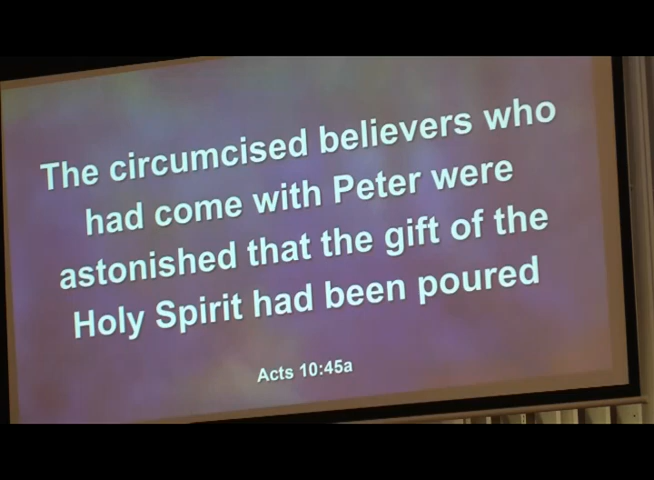 The circumcised believers who
had come with Peter were
astonished that the gift of the
Holy Spirit had been poured
Acts 10:45a